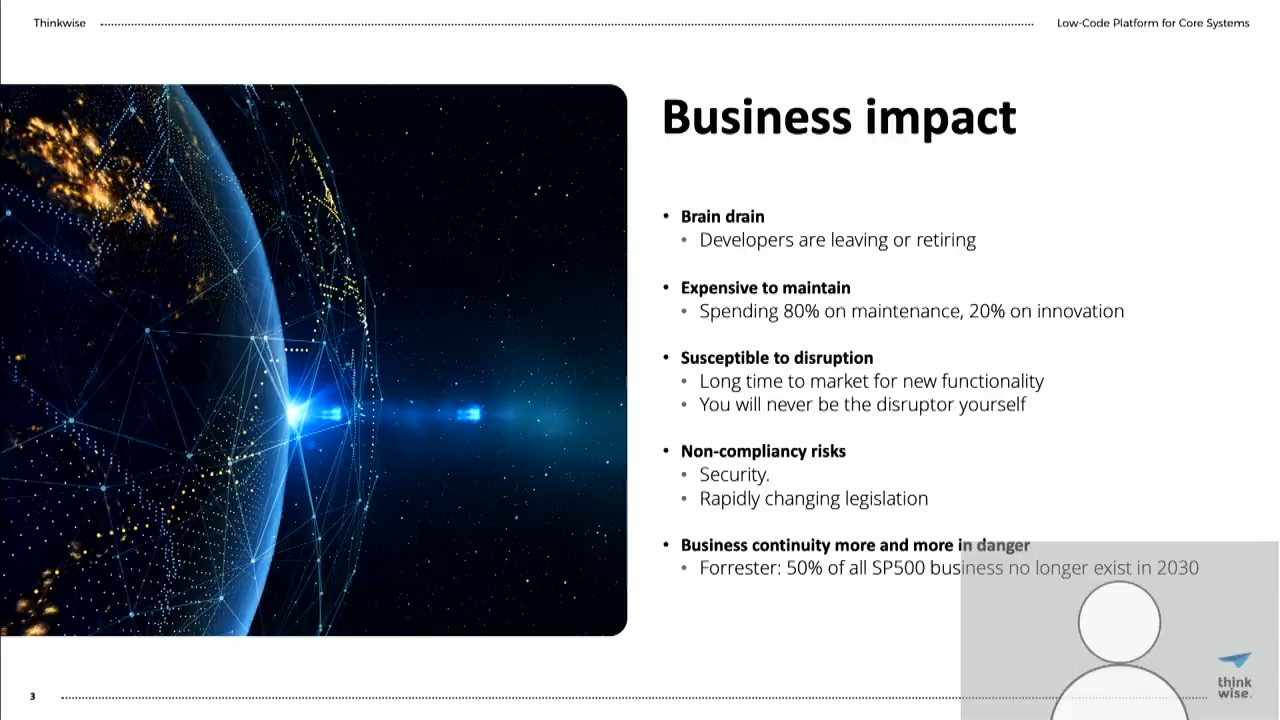 Thinkwise
Low-Code Platform for Core Systems
Business impact
• Brain drain
• Developers are leaving or retiring
• Expensive to maintain
• Spending 80% on maintenance, 20% on innovation
• Susceptible to disruption
• Long time to market for new functionality
• You will never be the disruptor yourself
• Non-compliancy risks
• Security.
• Rapidly changing legislation
• Business continuity more and more in danger
• Forrester: 50% of all SP500 business no longer exist in 2030
3
think
wise.